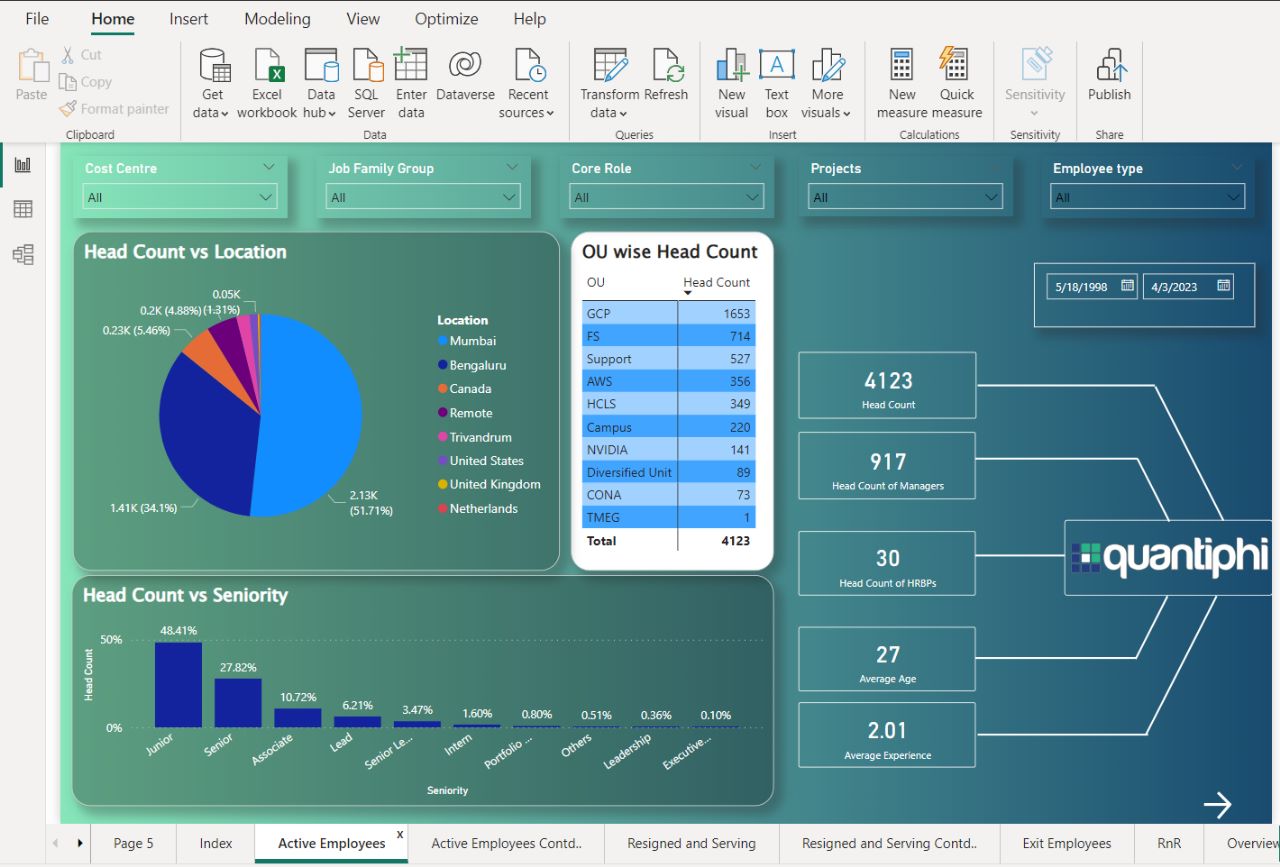 File Home Insert Modeling View Optimize Help
Paste
Cut
Copy
Format painter
Clipboard
Get data
Excel workbook
Data hub
SQL Server
Enter data
Dataverse
Recent sources
Data
Transform data
Refresh
Queries
New visual
Text box
More visuals
Insert
New measure
Quick measure
Calculations
Sensitivity
Sensitivity
Publish
Share
Cost Centre
All
Job Family Group
All
Core Role
All
Projects
All
Employee type
All
Head Count vs Location
0.05K
(1.31%)
0.2K (4.88%)
0.23K (5.46%)
1.41K (34.1%)
2.13K
(51.71%)
Location
Mumbai
Bengaluru
Canada
Remote
Trivandrum
United States
United Kingdom
Netherlands
OU wise Head Count
OU Head Count
GCP 1653
FS 714
Support 527
AWS 356
HCLS 349
Campus 220
NVIDIA 141
Diversified Unit 89
CONA 73
TMEG 1
Total 4123
5/18/1998 4/3/2023
4123
Head Count
917
Head Count of Managers
30
Head Count of HRBPs
27
Average Age
2.01
Average Experience
quantiphi
Head Count vs Seniority
Head Count
50%
0%
48.41% 27.82% 10.72% 6.21% 3.47% 1.60% 0.80% 0.51% 0.36% 0.10%
Junior Senior Associate Lead Senior Le... Intern Portfolio ... Others Leadership Executive...
Seniority
Page 5 Index Active Employees x Active Employees Contd.. Resigned and Serving Resigned and Serving Contd.. Exit Employees RnR Overview